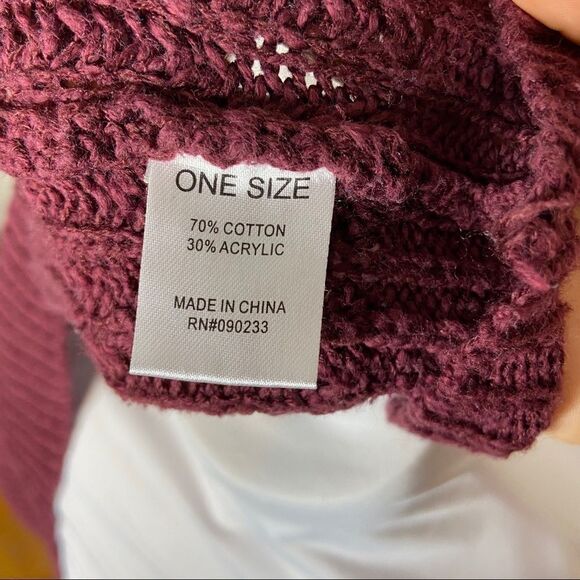 ONE SIZE
70% COTTON
30% ACRYLIC
MADE IN CHINA
RN#090233